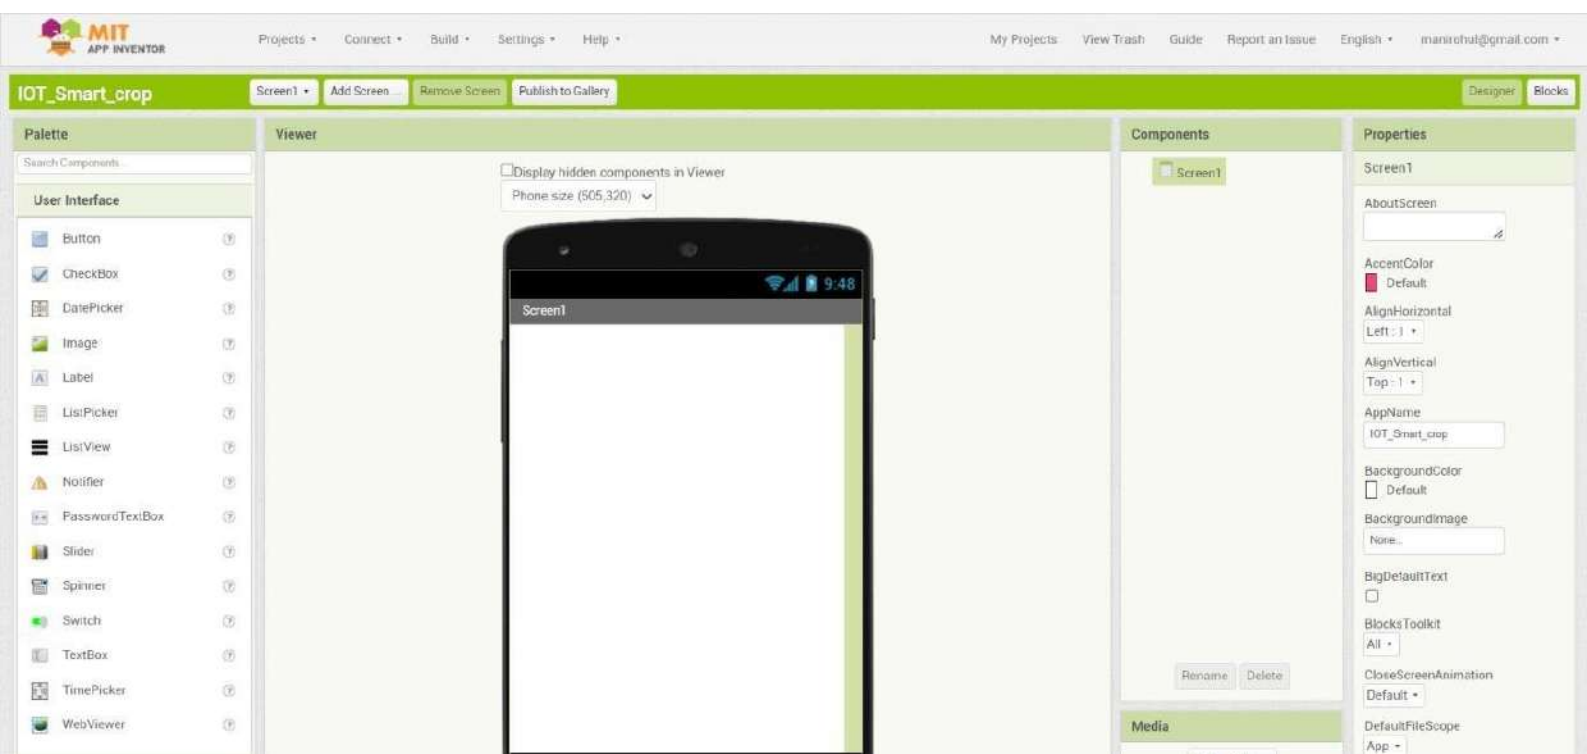 MIT
APP INVENTOR
Projects Connect Build Settings Help My Projects View Trash Guide Report an Issue English manirohul@gmail.com
IOT_Smart_crop Screen1 Add Screen ... Remove Screen Publish to Gallery Designer Blocks
Palette
Search Components...
User Interface
Button
CheckBox
DatePicker
Image
Label
ListPicker
ListView
Notifier
PasswordTextBox
Slider
Spinner
Switch
TextBox
TimePicker
WebViewer
Viewer
Display hidden components in Viewer
Phone size (505,320)
9:48
Screen1
Components
Screen1
Rename Delete
Media
Properties
Screen1
AboutScreen
AccentColor
Default
AlignHorizontal
Left : 1
AlignVertical
Top : 1
AppName
IOT_Smart_crop
BackgroundColor
Default
BackgroundImage
None...
BigDefaultText
BlocksToolkit
All
CloseScreenAnimation
Default
DefaultFileScope
App